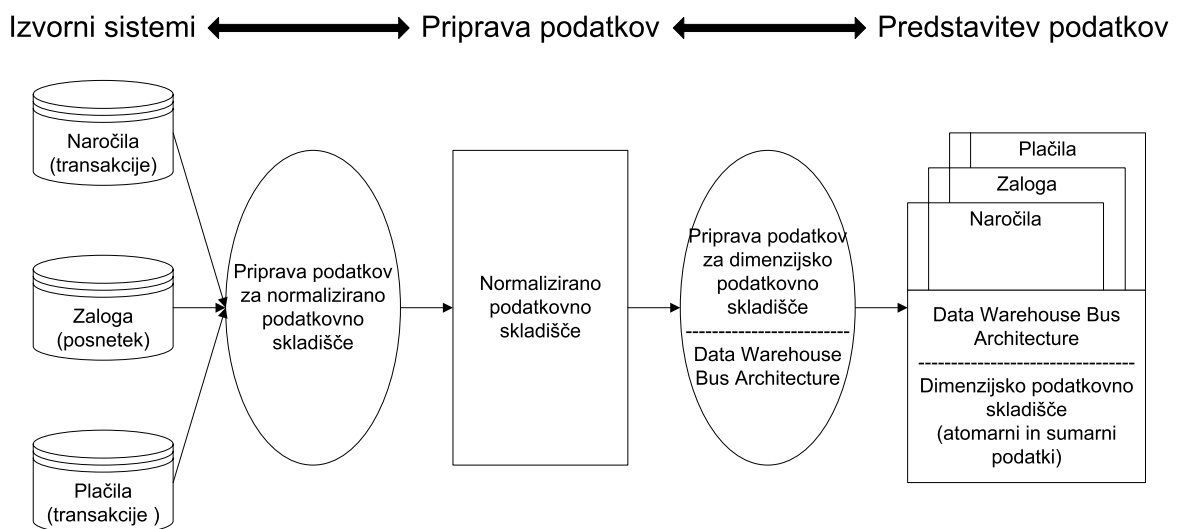 Izvorni sistemi
Priprava podatkov
Predstavitev podatkov
Naročila
(transakcije)
Zaloga
(posnetek)
Plačila
(transakcije )
Priprava podatkov
za normalizirano
podatkovno
skladišče
Normalizirano
podatkovno
skladišče
Priprava podatkov
za dimenzijsko
podatkovno
skladišče
Data Warehouse
Bus Architecture
Plačila
Zaloga
Naročila
Data Warehouse Bus
Architecture
Dimenzijsko podatkovno
skladišče
(atomarni in sumarni
podatki)